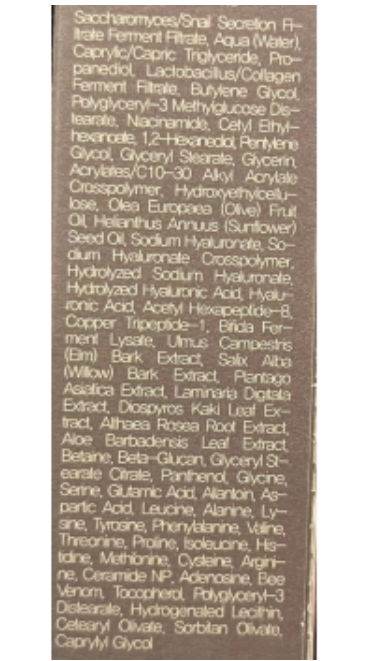 Saccharomyces/Snail Secretion Fi-
ltrate Ferment Filtrate, Aqua (Water),
Caprylic/Capric Triglyceride, Pro-
panediol, Lactobacillus/Collagen
Ferment Filtrate, Butylene Glycol,
Polyglyceryl-3 Methylglucose Dis-
tearate, Niacinamide, Cetyl Ethyl-
hexanoate, 1,2-Hexanediol, Pentylene
Glycol, Glyceryl Stearate, Glycerin,
Acrylates/C10-30 Alkyl Acrylate
Crosspolymer, Hydroxyethylcellu-
lose, Olea Europaea (Olive) Fruit
Oil, Helianthus Annuus (Sunflower)
Seed Oil, Sodium Hyaluronate, So-
dium Hyaluronate Crosspolymer,
Hydrolyzed Sodium Hyaluronate,
Hydrolyzed Hyaluronic Acid, Hyalu-
ronic Acid, Acetyl Hexapeptide-8,
Copper Tripeptide-1, Bifida Fer-
ment Lysate, Ulmus Campestris
(Elm) Bark Extract, Salix Alba
(Willow) Bark Extract, Plantago
Asiatica Extract, Laminaria Digitata
Extract, Diospyros Kaki Leaf Ex-
tract, Althaea Rosea Root Extract,
Aloe Barbadensis Leaf Extract,
Betaine, Beta-Glucan, Glyceryl St-
earate Citrate, Panthenol, Glycine,
Serine, Glutamic Acid, Allantoin, As-
partic Acid, Leucine, Alanine, Ly-
sine, Tyrosine, Phenylalanine, Valine,
Threonine, Proline, Isoleucine, His-
tidine, Methionine, Cysteine, Argini-
ne, Ceramide NP, Adenosine, Bee
Venom, Tocopherol, Polyglyceryl-3
Distearate, Hydrogenated Lecithin,
Cetearyl Olivate, Sorbitan Olivate,
Caprylyl Glycol